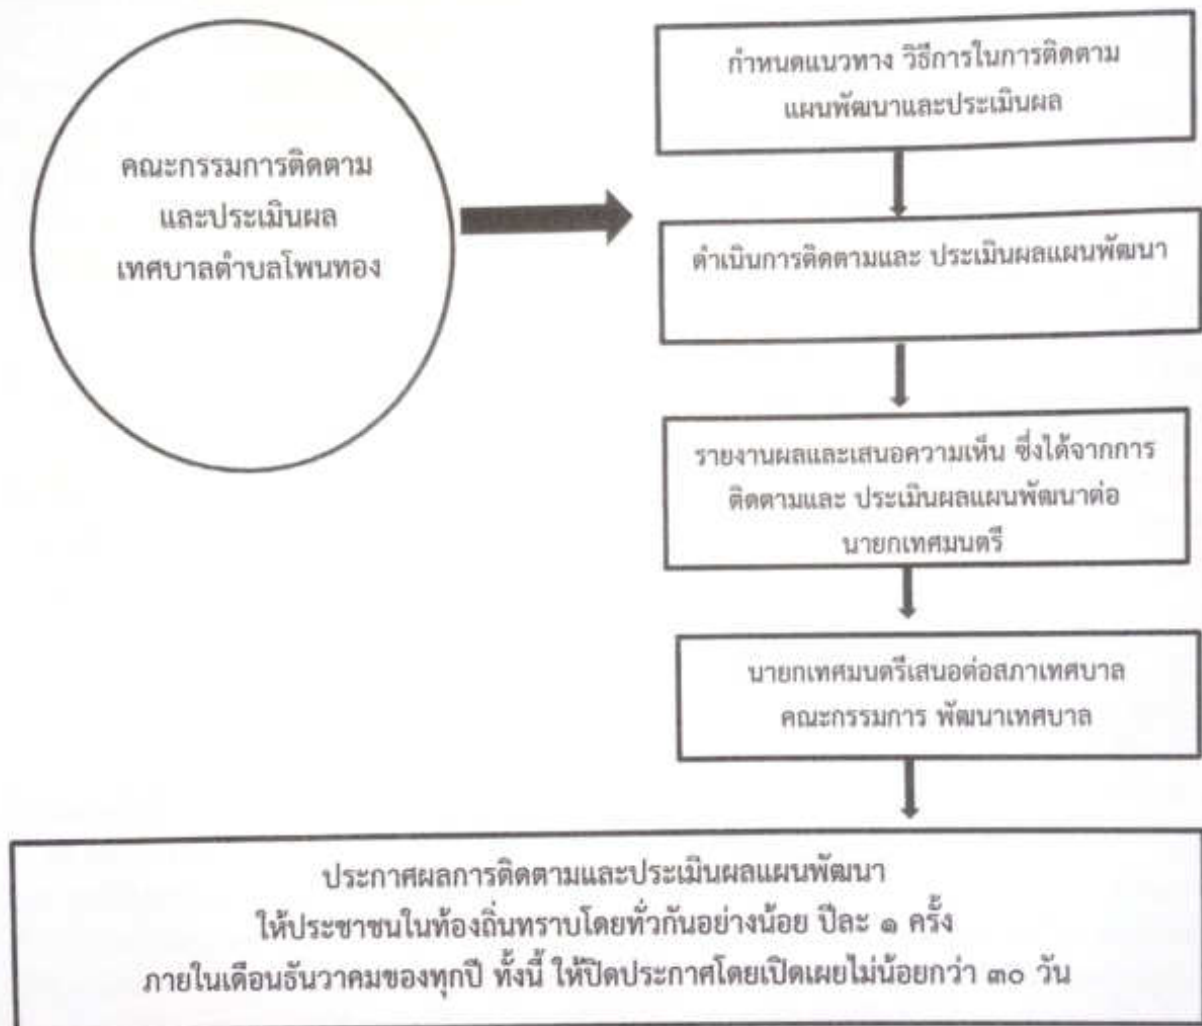 คณะกรรมการติดตาม
และประเมินผล
เทศบาลตำบลโพนทอง
กำหนดแนวทาง วิธีการในการติดตาม
แผนพัฒนาและประเมินผล
ดำเนินการติดตามและ ประเมินผลแผนพัฒนา
รายงานผลและเสนอความเห็น ซึ่งได้จากการ
ติดตามและ ประเมินผลแผนพัฒนาต่อ
นายกเทศมนตรี
นายกเทศมนตรีเสนอต่อสภาเทศบาล
คณะกรรมการ พัฒนาเทศบาล
ประกาศผลการติดตามและประเมินผลแผนพัฒนา
ให้ประชาชนในท้องถิ่นทราบโดยทั่วกันอย่างน้อย ปีละ ๑ ครั้ง
ภายในเดือนธันวาคมของทุกปี ทั้งนี้ ให้ปิดประกาศโดยเปิดเผยไม่น้อยกว่า ๓๐ วัน